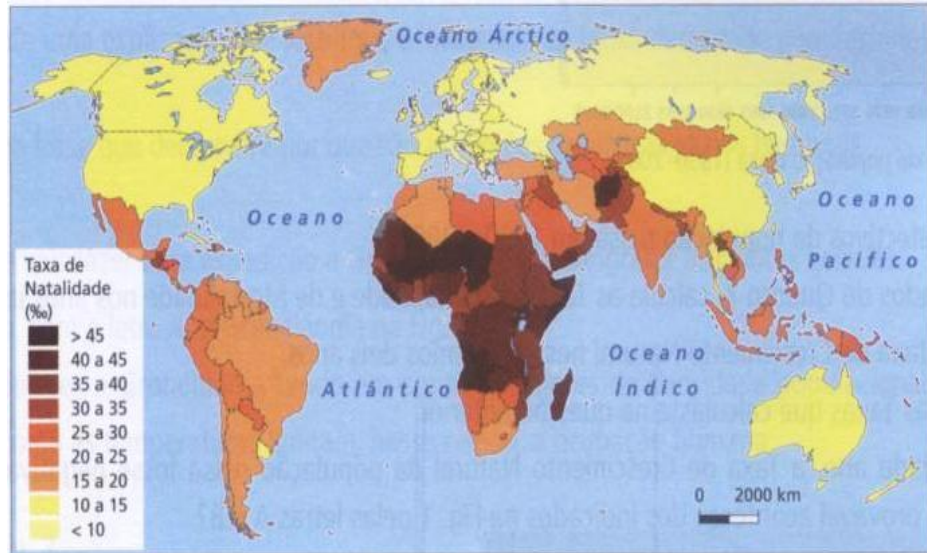 Oceano Árctico
Oceano
Oceano
Pacífico
Oceano
Atlântico
Índico
Taxa de
Natalidade
(‰)
> 45
40 a 45
35 a 40
30 a 35
25 a 30
20 a 25
15 a 20
10 a 15
< 10
0 2000 km